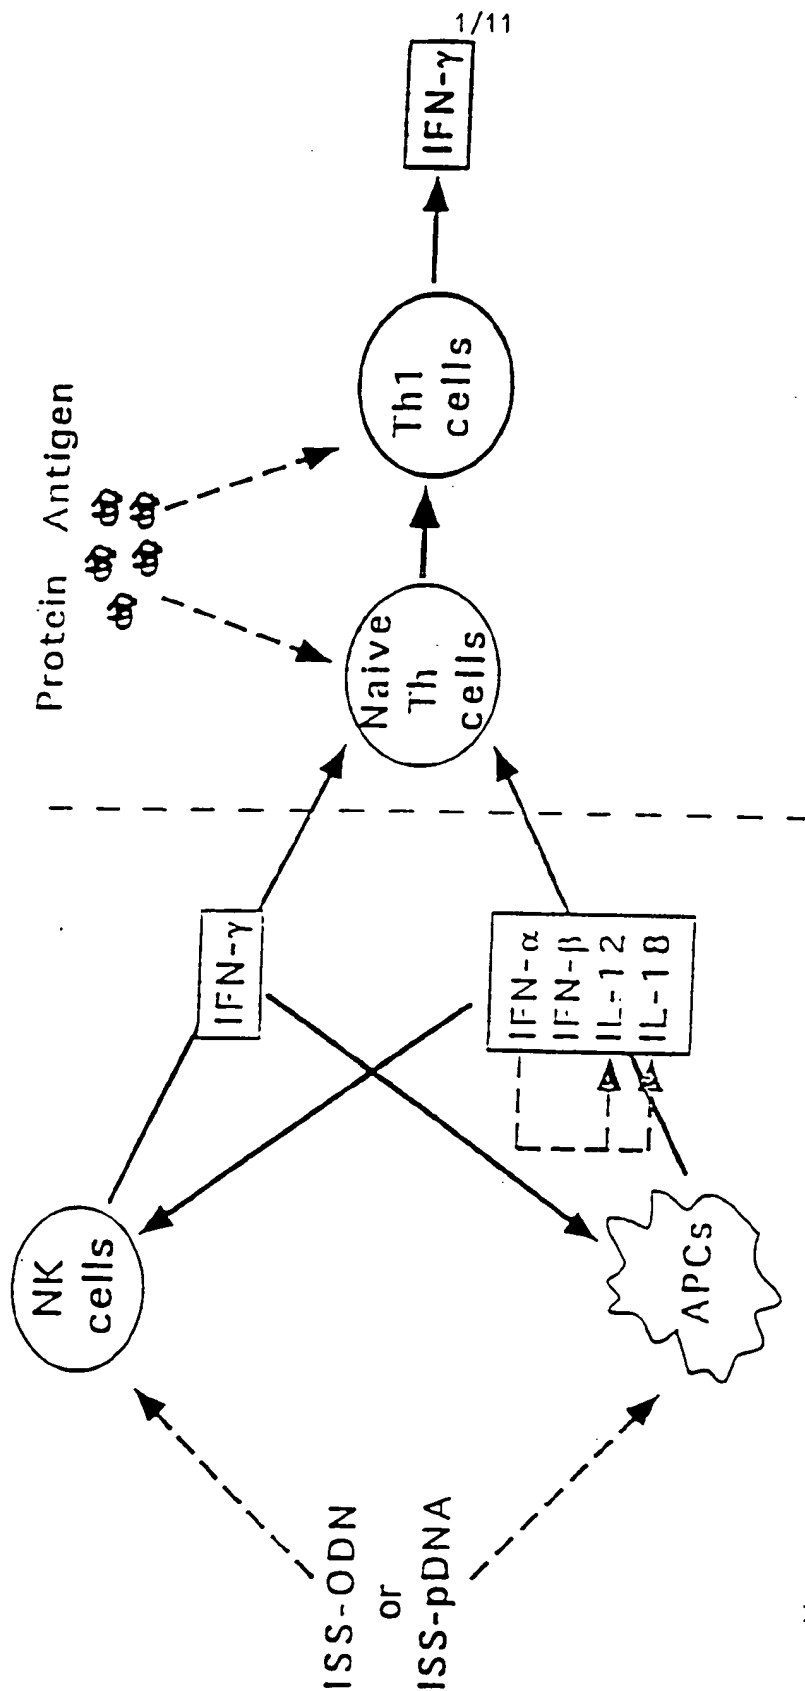 1/11
Protein Antigen
NK
cells
IFN-γ
ISS-ODN
or
ISS-pDNA
APCs
IFN-α
IFN-β
IL-12
IL-18
Naive
Th
cells
Th1
cells
IFN-γ